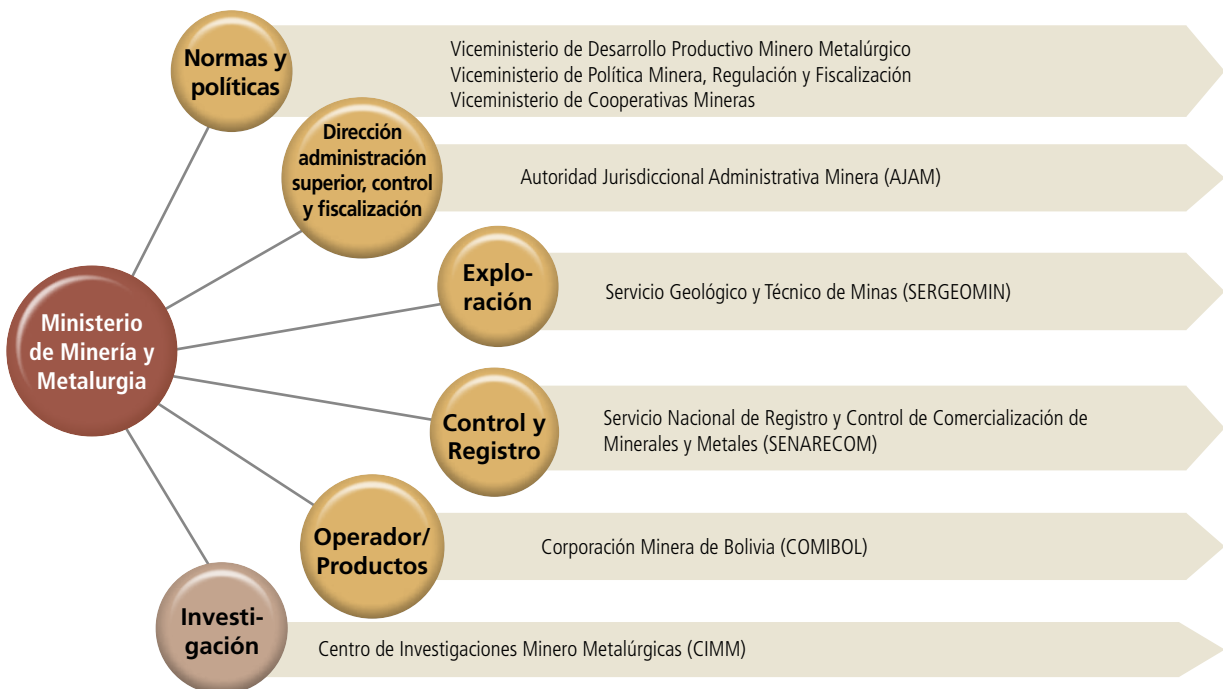 Normas y
políticas
Viceministerio de Desarrollo Productivo Minero Metalúrgico
Viceministerio de Política Minera, Regulación y Fiscalización
Viceministerio de Cooperativas Mineras
Dirección
administración
superior, control
y fiscalización
Autoridad Jurisdiccional Administrativa Minera (AJAM)
Explo-
ración
Servicio Geológico y Técnico de Minas (SERGEOMIN)
Ministerio
de Minería y
Metalurgia
Control y
Registro
Servicio Nacional de Registro y Control de Comercialización de
Minerales y Metales (SENARECOM)
Operador/
Productos
Corporación Minera de Bolivia (COMIBOL)
Investi-
gación
Centro de Investigaciones Minero Metalúrgicas (CIMM)